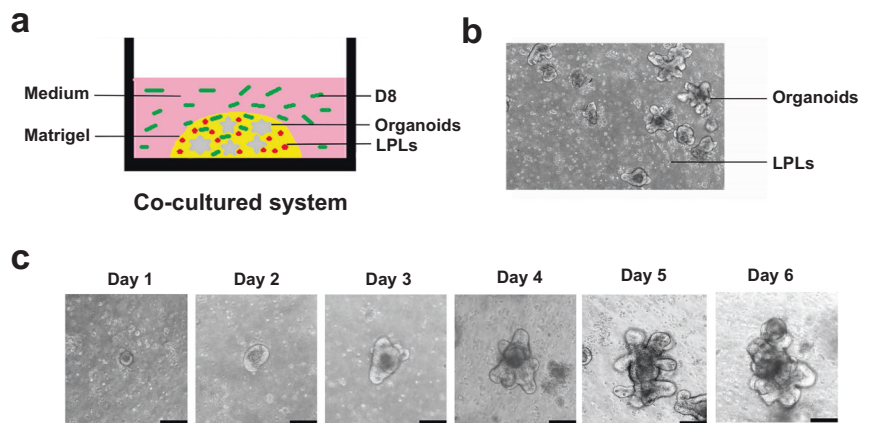 a
Medium
Matrigel
D8
Organoids
LPLs
Co-cultured system
b
Organoids
LPLs
c
Day 1
Day 2
Day 3
Day 4
Day 5
Day 6